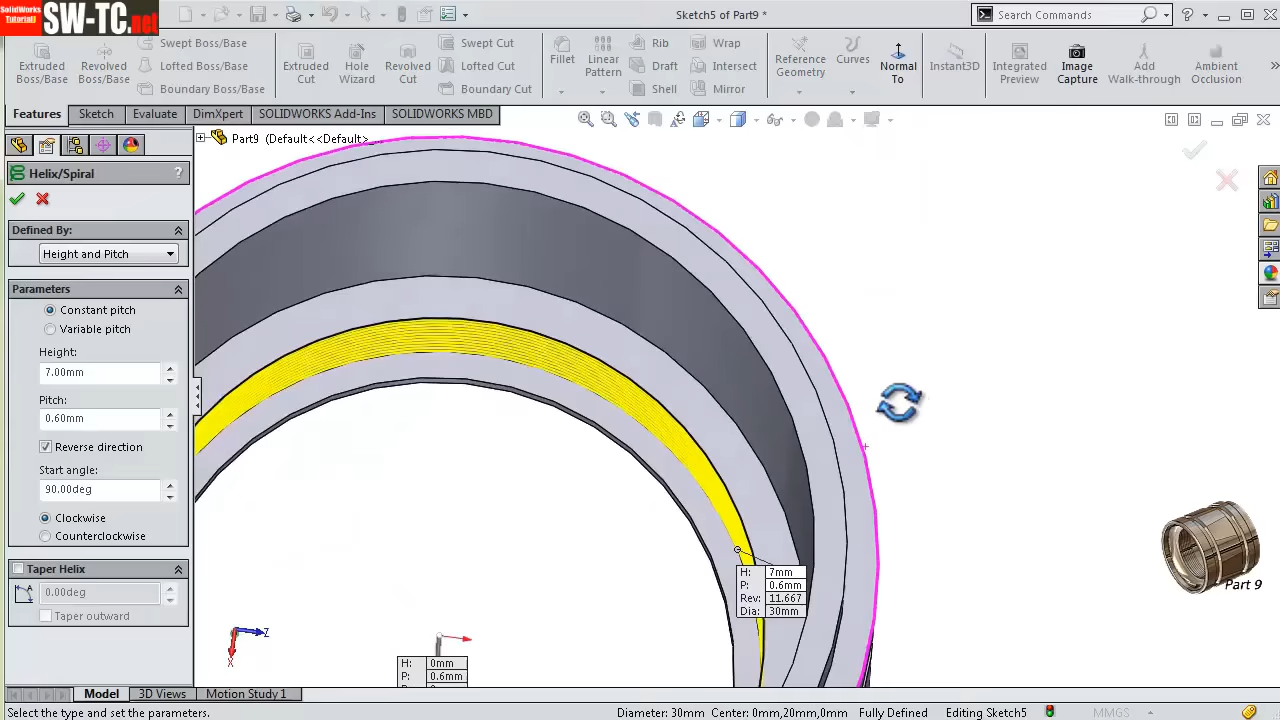 SolidWorks
Tutorial
SW-TC.net
Sketch5 of Part9 *
Search Commands
Extruded Boss/Base
Revolved Boss/Base
Swept Boss/Base
Lofted Boss/Base
Boundary Boss/Base
Extruded Cut
Hole Wizard
Revolved Cut
Swept Cut
Lofted Cut
Boundary Cut
Fillet
Linear Pattern
Rib
Draft
Shell
Wrap
Intersect
Mirror
Reference Geometry
Curves
Normal To
Instant3D
Integrated Preview
Image Capture
Add Walk-through
Ambient Occlusion
Features
Sketch
Evaluate
DimXpert
SOLIDWORKS Add-Ins
SOLIDWORKS MBD
Part9 (Default<<Default>_...
Helix/Spiral
?
Defined By:
Height and Pitch
Parameters
Constant pitch
Variable pitch
Height:
7.00mm
Pitch:
0.60mm
Reverse direction
Start angle:
90.00deg
Clockwise
Counterclockwise
Taper Helix
0.00deg
Taper outward
H: 7mm
P: 0.6mm
Rev: 11.667
Dia: 30mm
H: 0mm
P: 0.6mm
Z
X
Part 9
Model
3D Views
Motion Study 1
Select the type and set the parameters.
Diameter: 30mm Center: 0mm,20mm,0mm
Fully Defined
Editing Sketch5
MMGS